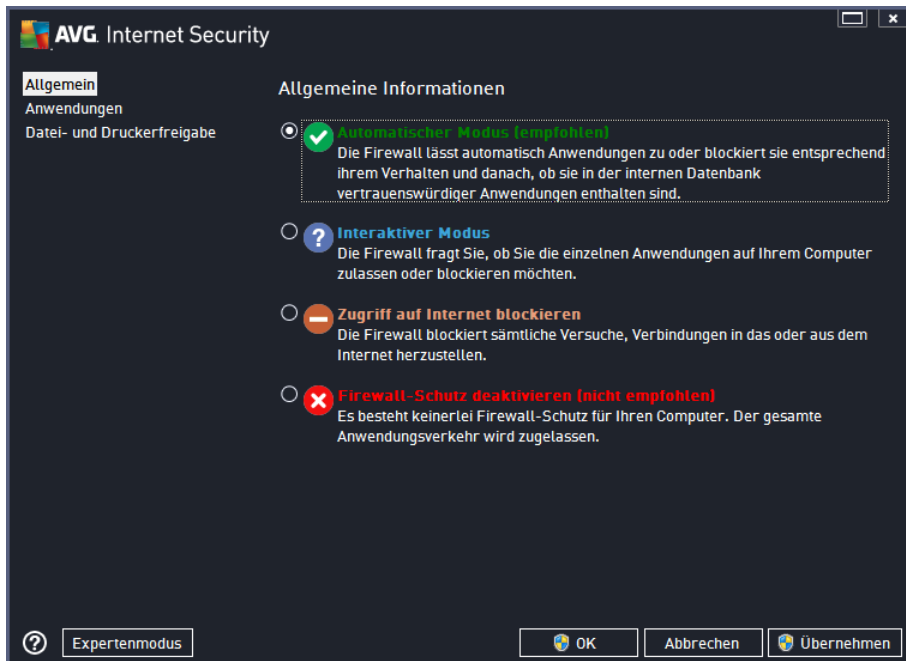 AVG. Internet Security
Allgemein
Anwendungen
Datei- und Druckerfreigabe
Allgemeine Informationen
Automatischer Modus (empfohlen)
Die Firewall lässt automatisch Anwendungen zu oder blockiert sie entsprechend
ihrem Verhalten und danach, ob sie in der internen Datenbank
vertrauenswürdiger Anwendungen enthalten sind.
Interaktiver Modus
Die Firewall fragt Sie, ob Sie die einzelnen Anwendungen auf Ihrem Computer
zulassen oder blockieren möchten.
Zugriff auf Internet blockieren
Die Firewall blockiert sämtliche Versuche, Verbindungen in das oder aus dem
Internet herzustellen.
Firewall-Schutz deaktivieren (nicht empfohlen)
Es besteht keinerlei Firewall-Schutz für Ihren Computer. Der gesamte
Anwendungsverkehr wird zugelassen.
Expertenmodus
OK
Abbrechen
Übernehmen